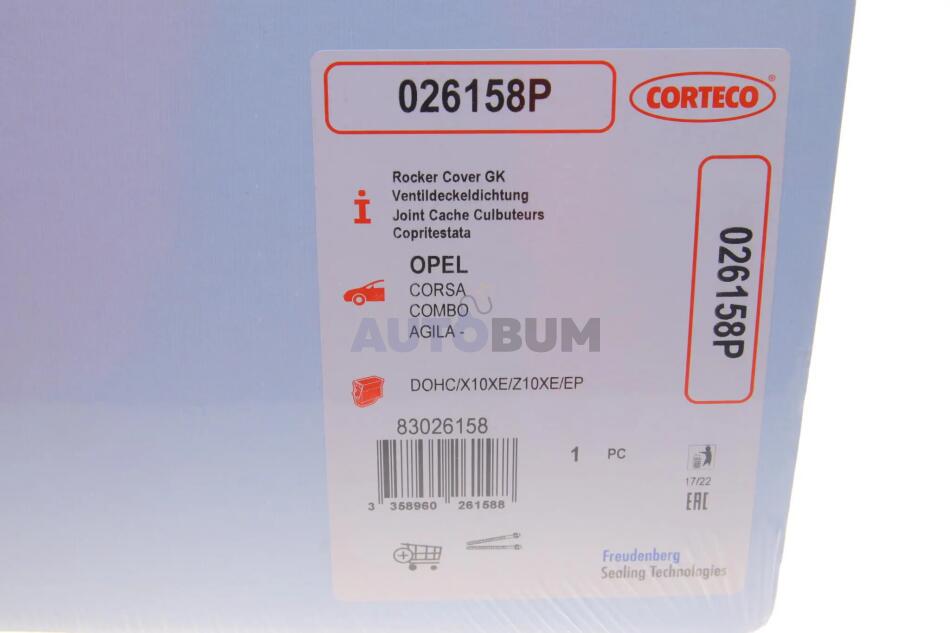 026158P
CORTECO®
Rocker Cover GK
Ventildeckeldichtung
Joint Cache Culbuteurs
Copritestata
OPEL
CORSA
COMBO
AGILA -
AUTOBUM
DOHC/X10XE/Z10XE/EP
83026158
3 358960 261588
1 PC
026158P
17/22
EAC
Freudenberg
Sealing Technologies